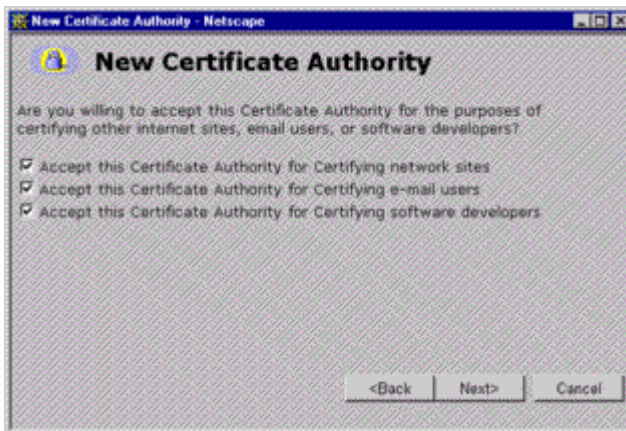 New Certificate Authority - Netscape
New Certificate Authority
Are you willing to accept this Certificate Authority for the purposes of
certifying other internet sites, email users, or software developers?
Accept this Certificate Authority for Certifying network sites
Accept this Certificate Authority for Certifying e-mail users
Accept this Certificate Authority for Certifying software developers
<Back Next> Cancel